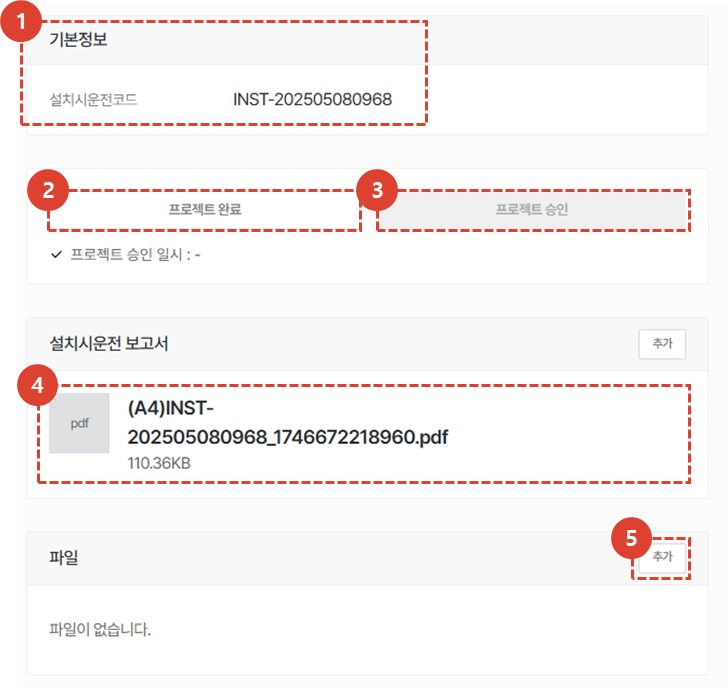 1
기본정보
설치시운전코드 INST-202505080968
2
3
프로젝트 완료
프로젝트 승인
프로젝트 승인 일시 : -
설치시운전 보고서
추가
4
pdf
(A4)INST-
202505080968_1746672218960.pdf
110.36KB
5
파일
추가
파일이 없습니다.